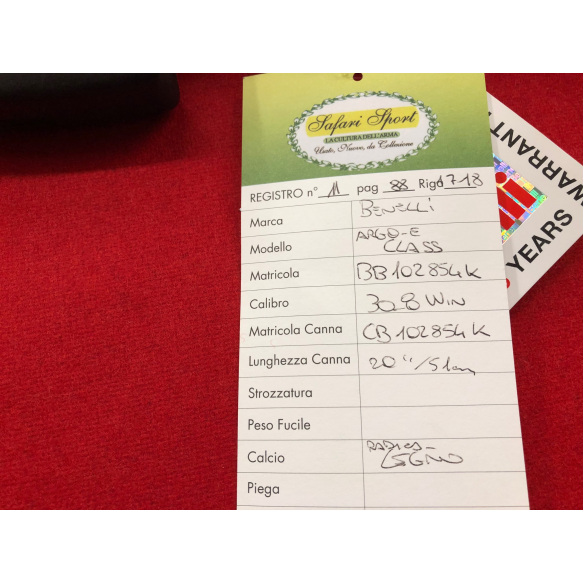 Safari Sport
LA CULTURA DELL'ARMA
Usato, Nuovo, da Collezione
REGISTRO n° 11 pag 88 Riga 17-18
Marca BENELLI
Modello ARGO-E
CLASS
Matricola BB102854K
Calibro 308 WIN
Matricola Canna CB102854K
Lunghezza Canna 20"/51cm
Strozzatura
Peso Fucile
Calcio RADICA-
LEGNO
Piega
WARRANT
YEARS